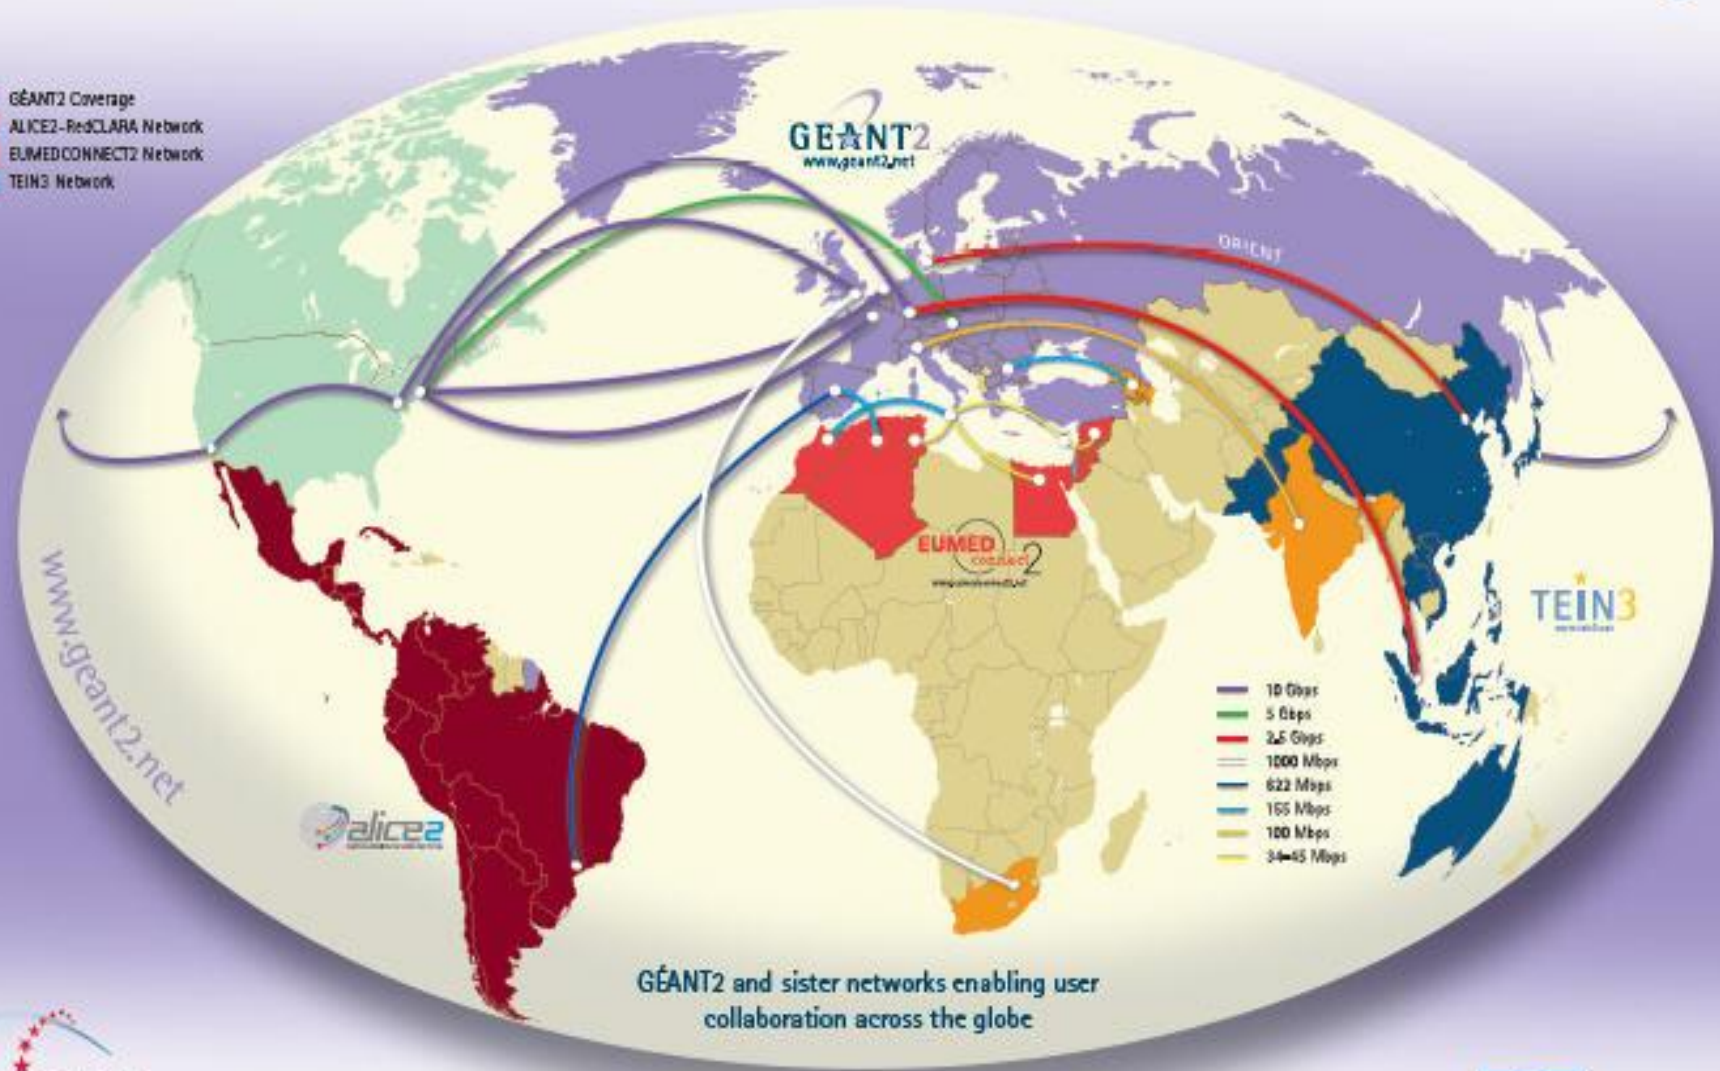 GÉANT2 Coverage
ALICE2-RedCLARA Network
EUMEDCONNECT2 Network
TEIN3 Network
GEANT2
www.geant2.net
ORIENT
www.geant2.net
EUMED
connect2
TEIN3
alice2
10 Gbps
5 Gbps
2.5 Gbps
1000 Mbps
622 Mbps
155 Mbps
100 Mbps
34-45 Mbps
GÉANT2 and sister networks enabling user
collaboration across the globe